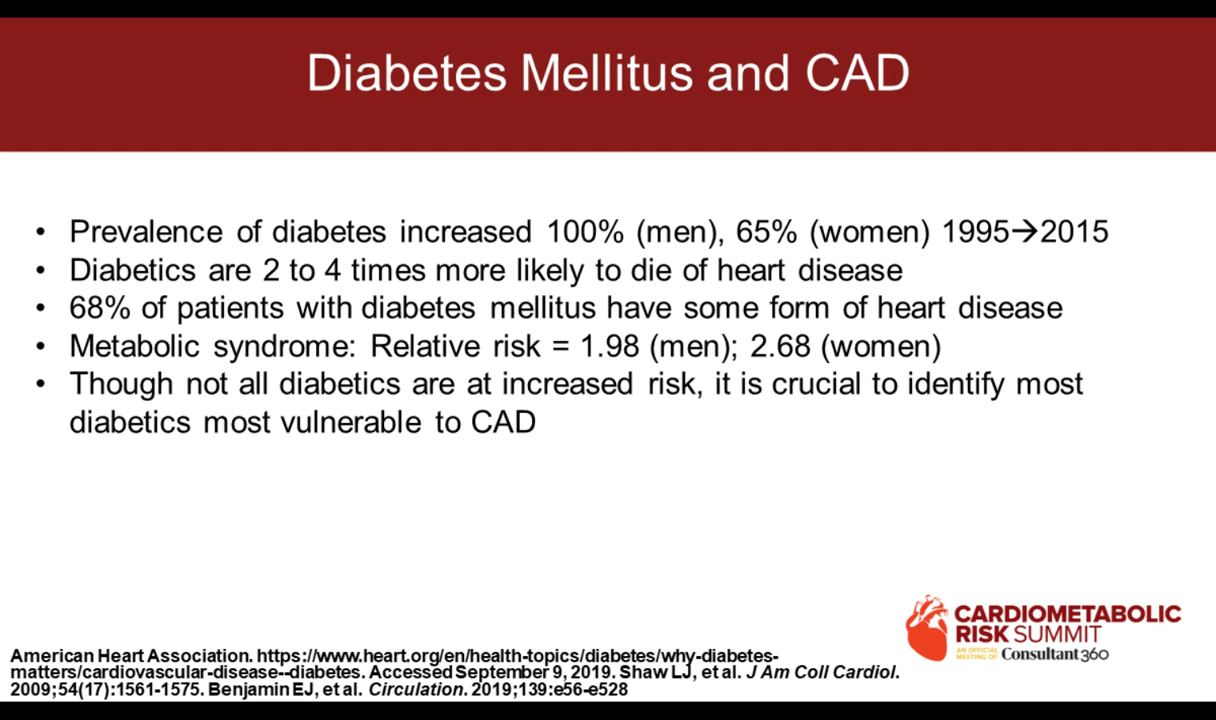 Diabetes Mellitus and CAD
• Prevalence of diabetes increased 100% (men), 65% (women) 1995→2015
• Diabetics are 2 to 4 times more likely to die of heart disease
• 68% of patients with diabetes mellitus have some form of heart disease
• Metabolic syndrome: Relative risk = 1.98 (men); 2.68 (women)
• Though not all diabetics are at increased risk, it is crucial to identify most
diabetics most vulnerable to CAD
CARDIOMETABOLIC
RISK SUMMIT
AN OFFICIAL
MEETING OF Consultant360
American Heart Association. https://www.heart.org/en/health-topics/diabetes/why-diabetes-
matters/cardiovascular-disease--diabetes. Accessed September 9, 2019. Shaw LJ, et al. J Am Coll Cardiol.
2009;54(17):1561-1575. Benjamin EJ, et al. Circulation. 2019;139:e56-e528